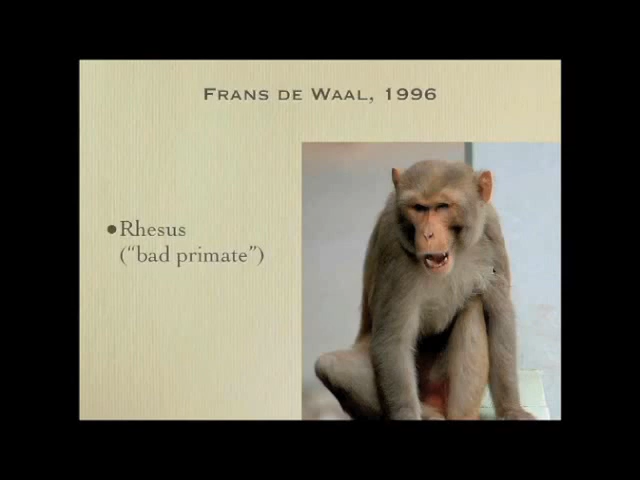 Frans de Waal, 1996
●Rhesus
(“bad primate”)